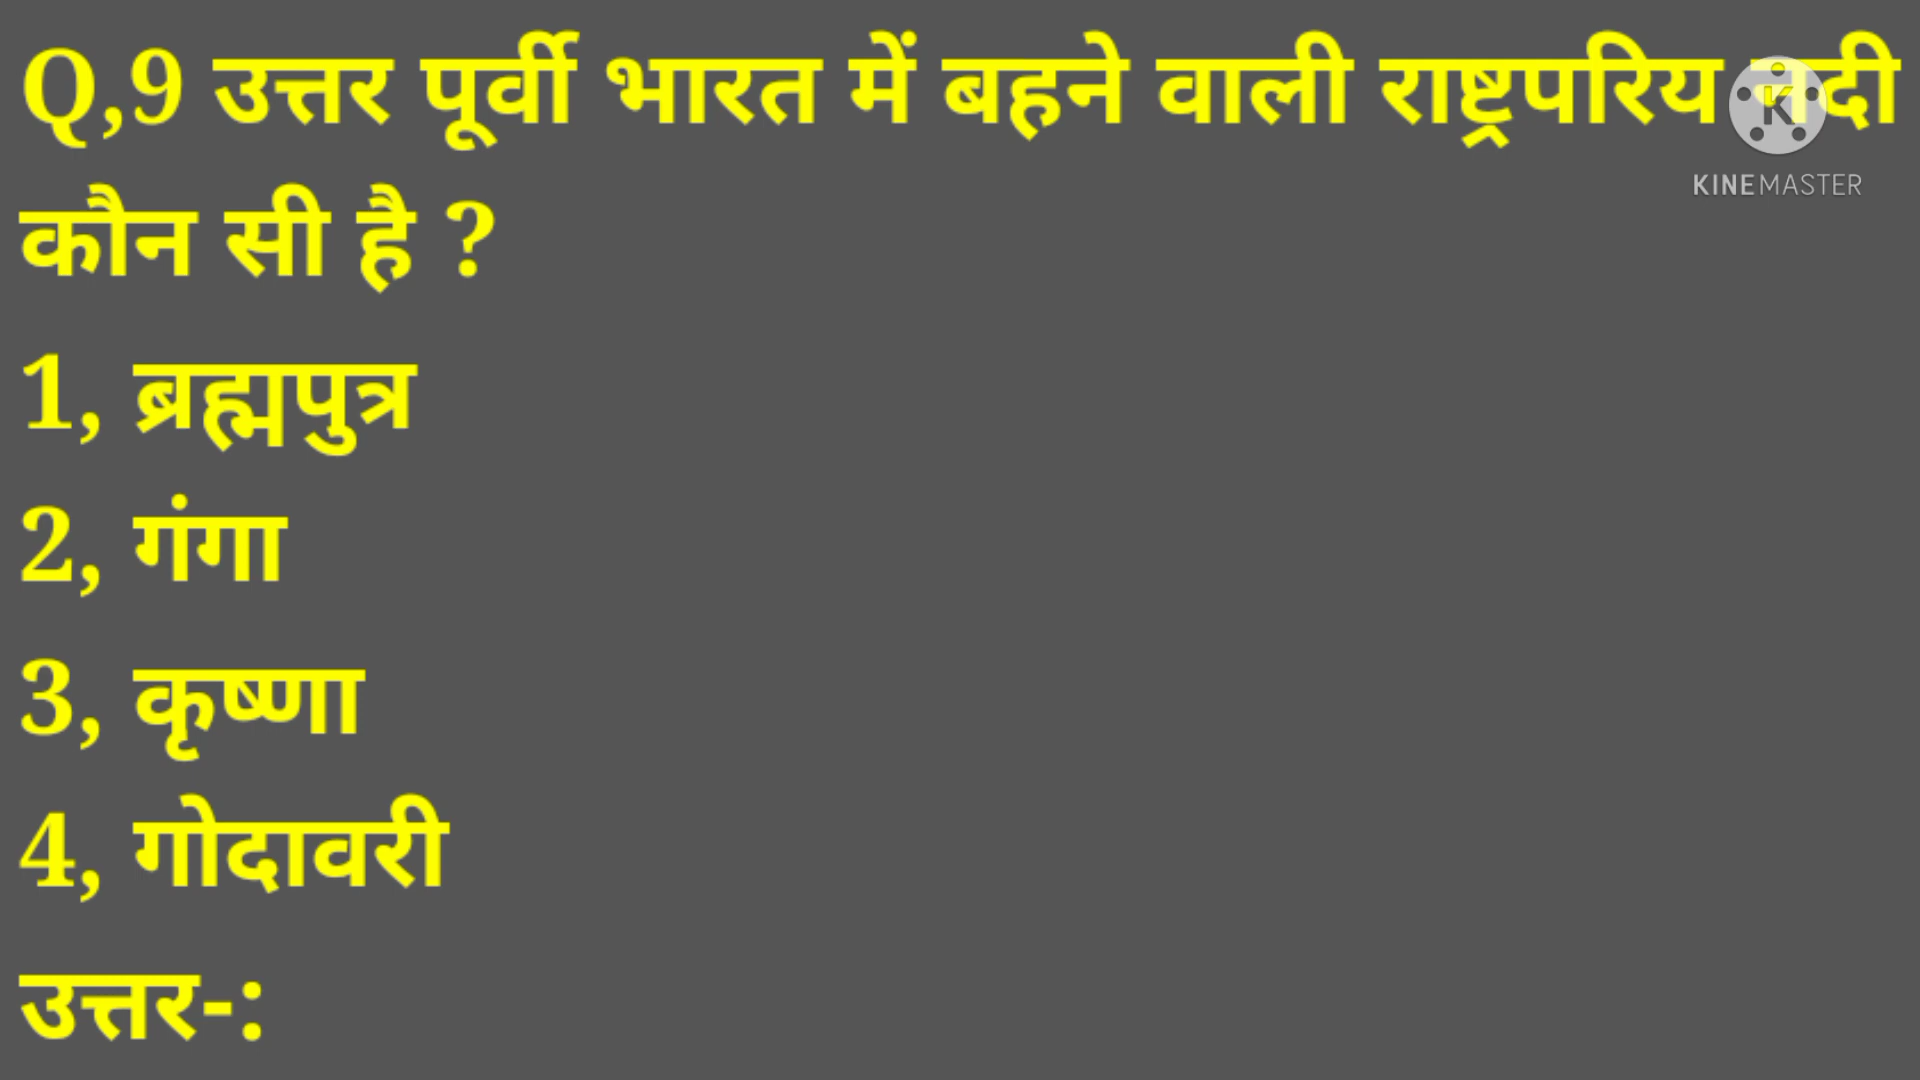 Q,9 उत्तर पूर्वी भारत में बहने वाली राष्ट्रपरिय नदी
KINEMASTER
कौन सी है ?
1, ब्रह्मपुत्र
2, गंगा
3, कृष्णा
4, गोदावरी
उत्तर-: